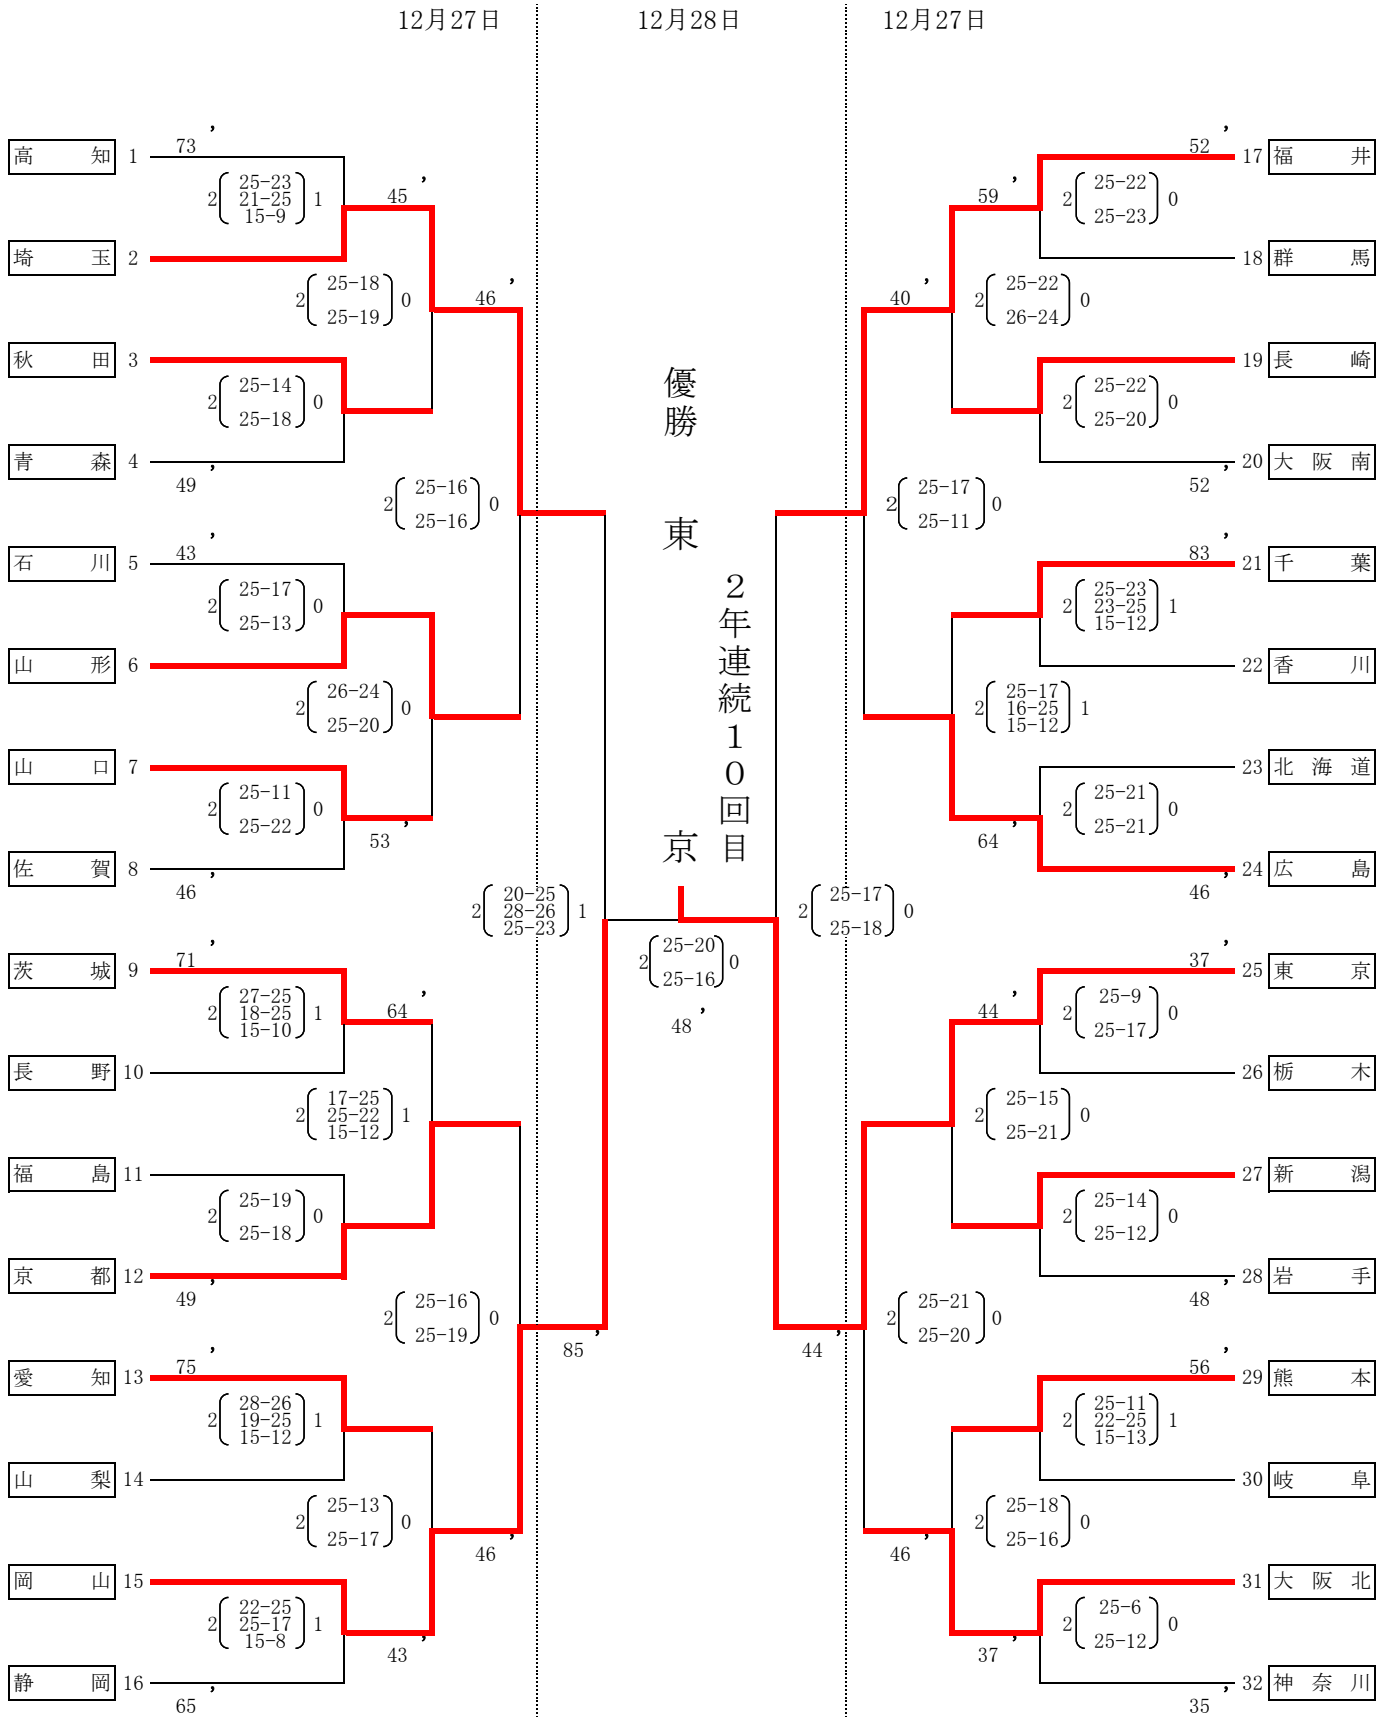 12月27日 12月28日 12月27日
高知 1 73’
25-23
2 21-25 1
15-9
45’
埼玉 2
25-18
2 0
25-19
46’
秋田 3
25-14
2 0
25-18
青森 4
49’
25-16
2 0
25-16
石川 5 43’
25-17
2 0
25-13
山形 6
26-24
2 0
25-20
山口 7
25-11
2 0
25-22
53’
佐賀 8
46’
20-25
2 28-26 1
25-23
茨城 9 71’
27-25
2 18-25 1
15-10
64’
長野 10
17-25
2 25-22 1
15-12
福島 11
25-19
2 0
25-18
京都 12
49’
25-16
2 0
25-19
85’
愛知 13 75’
28-26
2 19-25 1
15-12
山梨 14
25-13
2 0
25-17
46’
岡山 15
22-25
2 25-17 1
15-8
43’
静岡 16
65’
優勝
東京
2年連続10回目
25-20
2 0
25-16
48’
52’ 17 福井
25-22
2 0
25-23
59’
18 群馬
25-22
2 0
26-24
40’
19 長崎
25-22
2 0
25-20
20 大阪南
52’
25-17
2 0
25-11
83’ 21 千葉
25-23
2 23-25 1
15-12
22 香川
25-17
2 16-25 1
15-12
23 北海道
25-21
2 0
25-21
64’
24 広島
46’
25-17
2 0
25-18
37’ 25 東京
25-9
2 0
25-17
44’
26 栃木
25-15
2 0
25-21
27 新潟
25-14
2 0
25-12
28 岩手
48’
25-21
2 0
25-20
44’
56’ 29 熊本
25-11
2 22-25 1
15-13
30 岐阜
25-18
2 0
25-16
46’
31 大阪北
25-6
2 0
25-12
37’
32 神奈川
35’